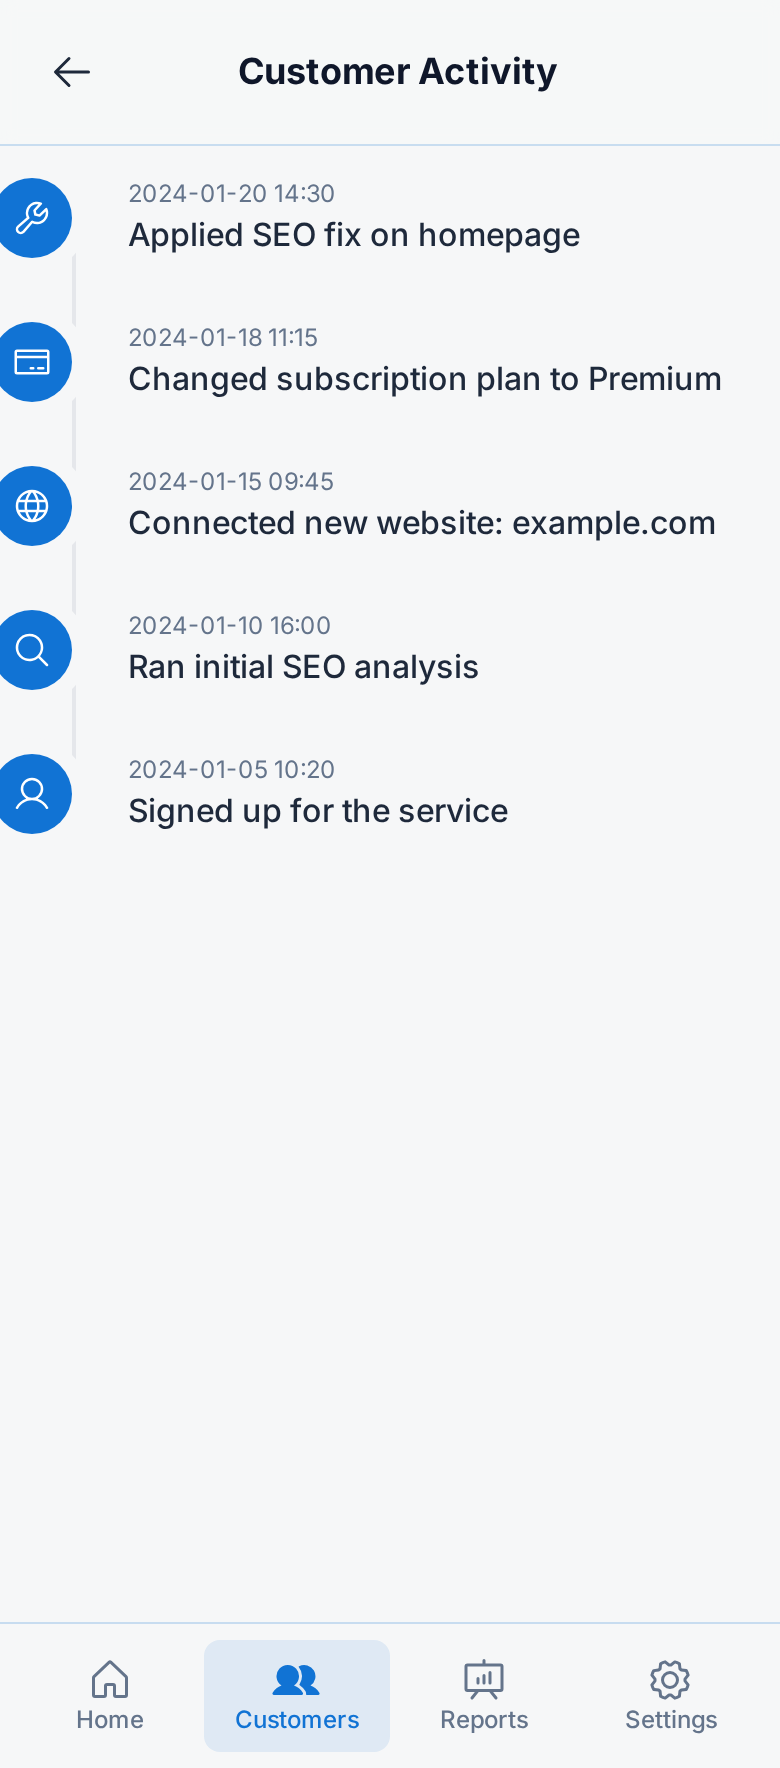 Customer Activity
2024-01-20 14:30
Applied SEO fix on homepage
2024-01-18 11:15
Changed subscription plan to Premium
2024-01-15 09:45
Connected new website: example.com
2024-01-10 16:00
Ran initial SEO analysis
2024-01-05 10:20
Signed up for the service
Home
Customers
Reports
Settings